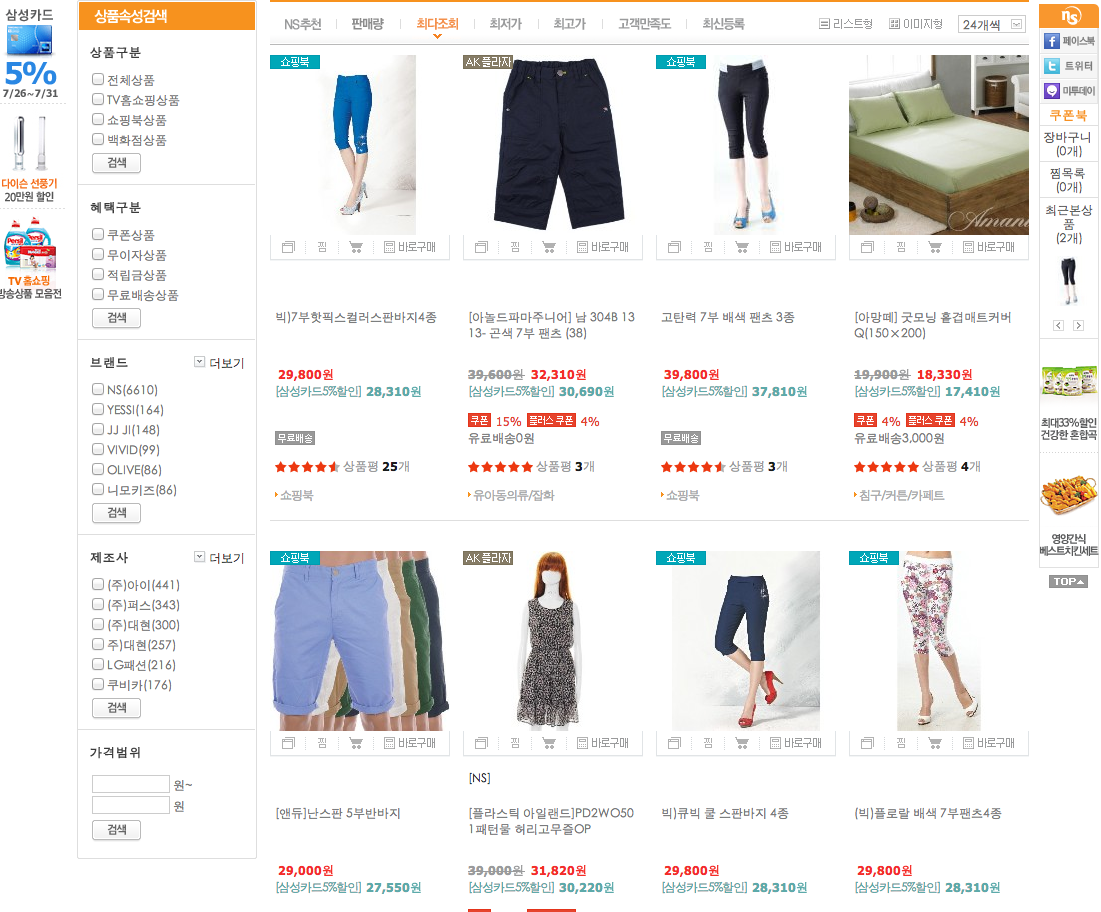 삼성카드
5%
7/26~7/31
다이슨 선풍기
20만원 할인
Persil
TV 홈쇼핑
방송상품 모음전
상품속성검색
상품구분
전체상품
TV홈쇼핑상품
쇼핑북상품
백화점상품
검색
혜택구분
쿠폰상품
무이자상품
적립금상품
무료배송상품
검색
브랜드 더보기
NS(6610)
YESSI(164)
JJ JI(148)
VIVID(99)
OLIVE(86)
니모키즈(86)
검색
제조사 더보기
(주)아이(441)
(주)퍼스(343)
(주)대현(300)
주)대현(257)
LG패션(216)
쿠비카(176)
검색
가격범위
원~
원
검색
NS추천 판매량 최다조회 최저가 최고가 고객만족도 최신등록 리스트형 이미지형 24개씩
쇼핑북 AK플라자 쇼핑북
Amand
찜 바로구매 찜 바로구매 찜 바로구매 찜 바로구매
빅)7부핫픽스컬러스판바지4종
29,800원
[삼성카드5%할인] 28,310원
무료배송
상품평 25개
쇼핑북
[아놀드파마주니어] 남 304B 13
13- 곤색 7부 팬츠 (38)
39,600원 32,310원
[삼성카드5%할인] 30,690원
쿠폰 15% 플러스 쿠폰 4%
유료배송0원
상품평 3개
유아동의류/잡화
고탄력 7부 배색 팬츠 3종
39,800원
[삼성카드5%할인] 37,810원
무료배송
상품평 3개
쇼핑북
[아망떼] 굿모닝 홑겹매트커버
Q(150×200)
19,900원 18,330원
[삼성카드5%할인] 17,410원
쿠폰 4% 플러스 쿠폰 4%
유료배송3,000원
상품평 4개
침구/커튼/카페트
쇼핑북 AK플라자 쇼핑북 쇼핑북
찜 바로구매 찜 바로구매 찜 바로구매 찜 바로구매
[앤듀]난스판 5부반바지
29,000원
[삼성카드5%할인] 27,550원
[NS]
[플라스틱 아일랜드]PD2WO50
1패턴물 허리고무줄OP
39,000원 31,820원
[삼성카드5%할인] 30,220원
빅)큐빅 쿨 스판바지 4종
29,800원
[삼성카드5%할인] 28,310원
(빅)플로랄 배색 7부팬츠4종
29,800원
[삼성카드5%할인] 28,310원
ns
페이스북
트위터
미투데이
쿠폰북
장바구니
(0개)
찜목록
(0개)
최근본상
품
(2개)
최대33%할인
건강한 혼합곡
영양간식
베스트치킨세트
TOP